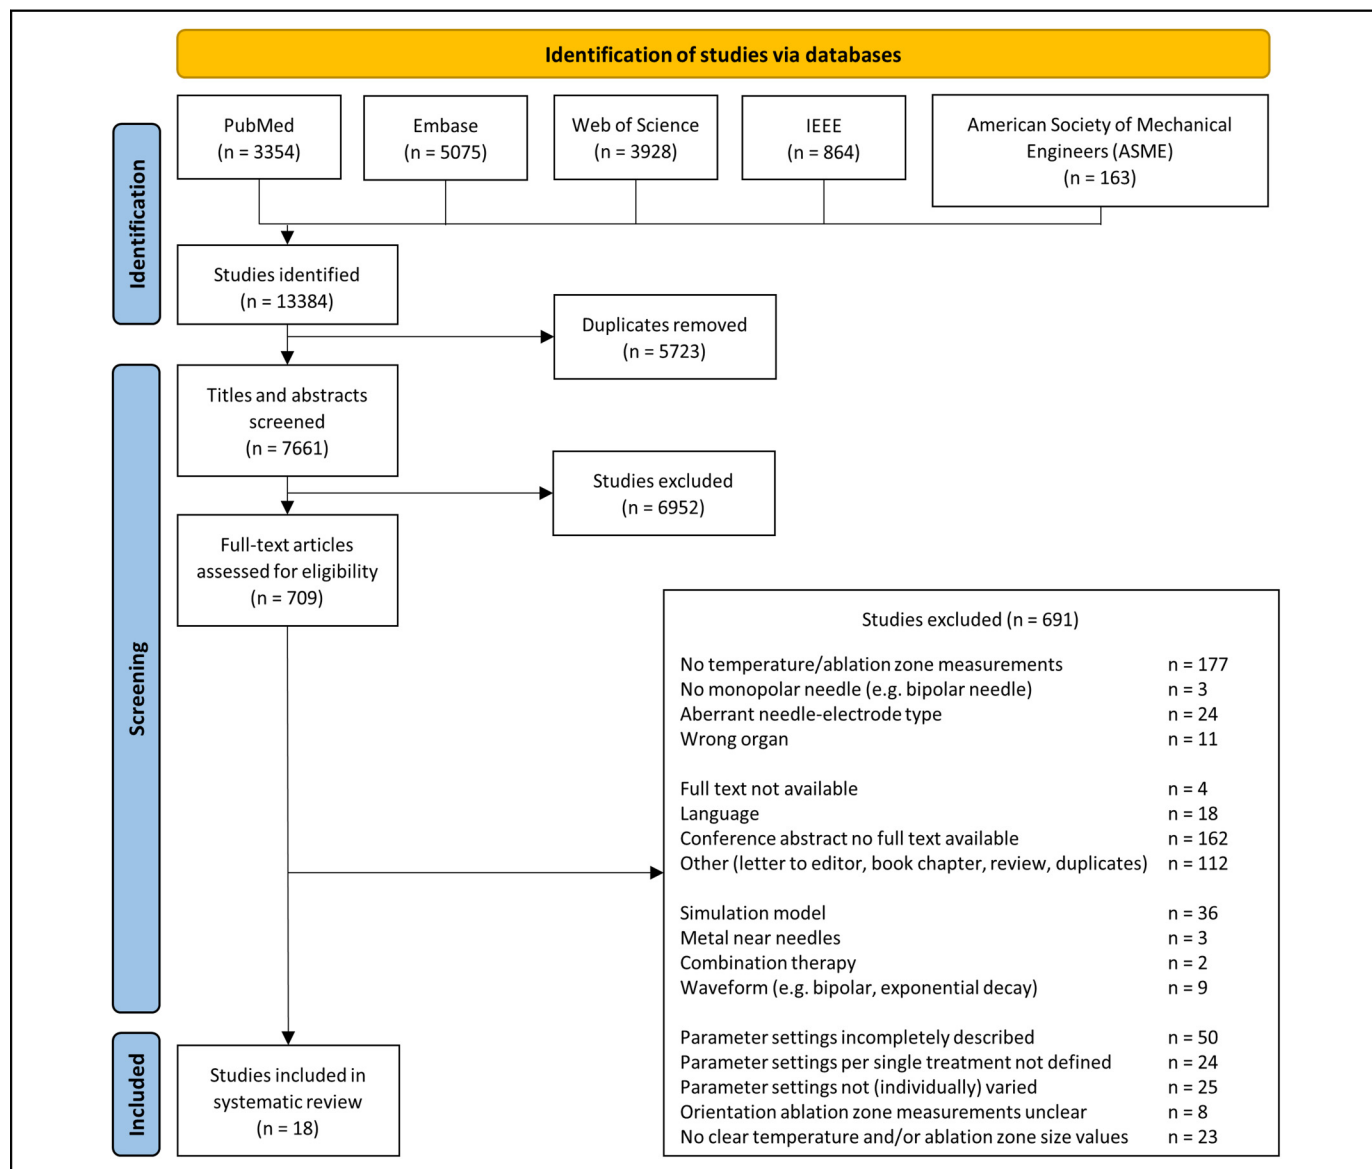 Identification of studies via databases
Identification
PubMed
(n = 3354)
Embase
(n = 5075)
Web of Science
(n = 3928)
IEEE
(n = 864)
American Society of Mechanical
Engineers (ASME)
(n = 163)
Studies identified
(n = 13384)
Duplicates removed
(n = 5723)
Screening
Titles and abstracts
screened
(n = 7661)
Studies excluded
(n = 6952)
Full-text articles
assessed for eligibility
(n = 709)
Studies excluded (n = 691)
No temperature/ablation zone measurements n = 177
No monopolar needle (e.g. bipolar needle) n = 3
Aberrant needle-electrode type n = 24
Wrong organ n = 11
Full text not available n = 4
Language n = 18
Conference abstract no full text available n = 162
Other (letter to editor, book chapter, review, duplicates) n = 112
Simulation model n = 36
Metal near needles n = 3
Combination therapy n = 2
Waveform (e.g. bipolar, exponential decay) n = 9
Parameter settings incompletely described n = 50
Parameter settings per single treatment not defined n = 24
Parameter settings not (individually) varied n = 25
Orientation ablation zone measurements unclear n = 8
No clear temperature and/or ablation zone size values n = 23
Included
Studies included in
systematic review
(n = 18)